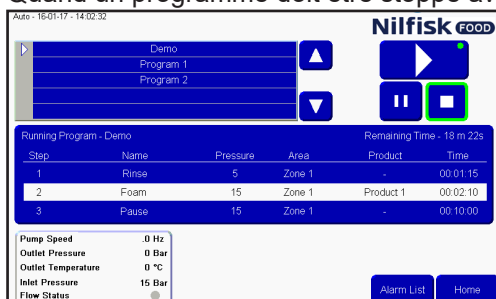 Quand un programme doit être stoppé av
Auto - 16-01-17 - 14:02:32
Nilfisk FOOD
Demo
Program 1
Program 2
Running Program - Demo Remaining Time - 18 m 22s
Step Name Pressure Area Product Time
1 Rinse 5 Zone 1 - 00:01:15
2 Foam 15 Zone 1 Product 1 00:02:10
3 Pause 15 Zone 1 - 00:10:00
Pump Speed .0 Hz
Outlet Pressure 0 Bar
Outlet Temperature 0 °C
Inlet Pressure 15 Bar
Flow Status
Alarm List Home